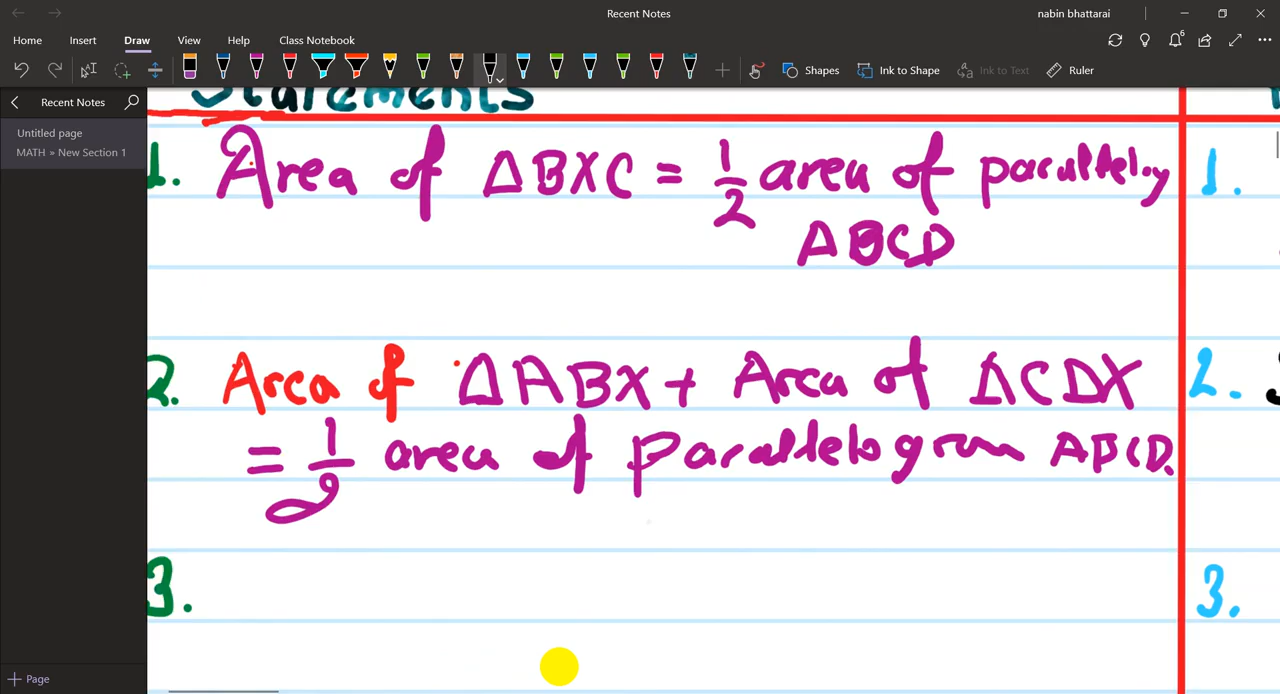 Recent Notes
nabin bhattarai
Home Insert Draw View Help Class Notebook
6
Shapes Ink to Shape Ink to Text Ruler
Recent Notes
Untitled page
MATH » New Section 1
Page
Statements
1. Area of ΔBXC = 1/2 area of parallelog 1.
ABCD
2. Area of ΔABX + Area of ΔCDX 2.
= 1/2 area of parallelogram ABCD.
3. 3.